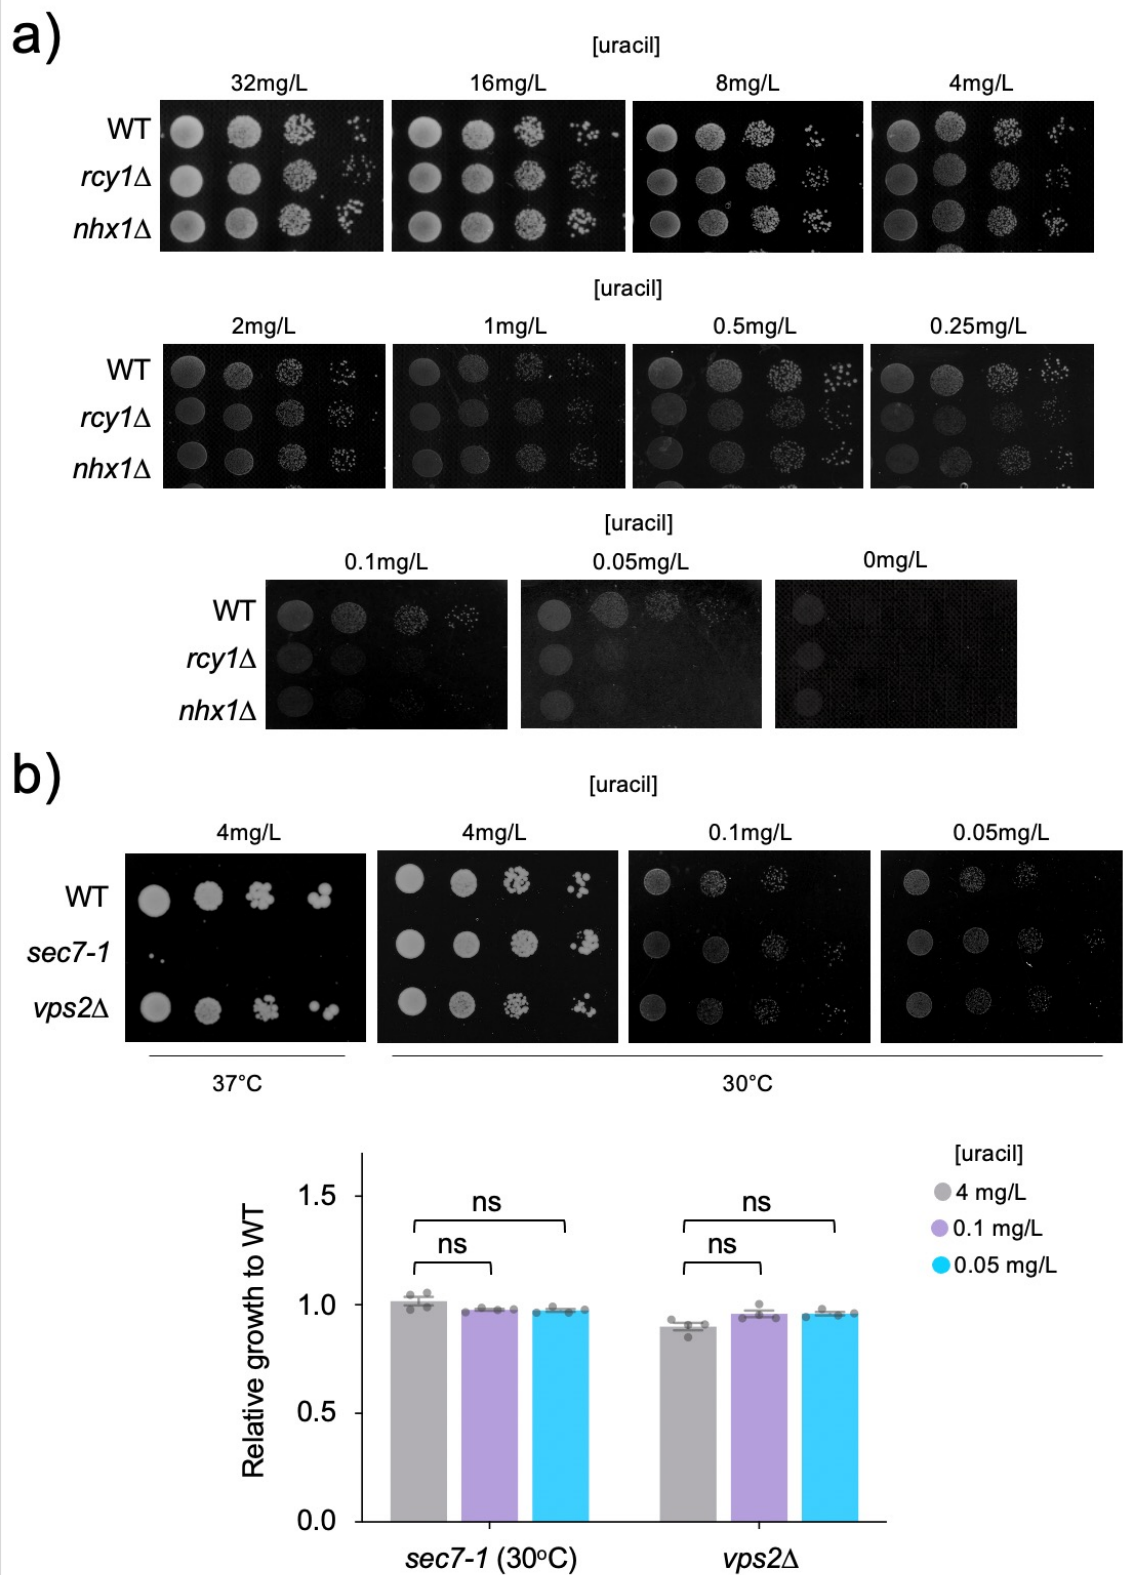 a)
[uracil]
32mg/L 16mg/L 8mg/L 4mg/L
WT
rcy1Δ
nhx1Δ
[uracil]
2mg/L 1mg/L 0.5mg/L 0.25mg/L
WT
rcy1Δ
nhx1Δ
[uracil]
0.1mg/L 0.05mg/L 0mg/L
WT
rcy1Δ
nhx1Δ
b)
[uracil]
4mg/L 4mg/L 0.1mg/L 0.05mg/L
WT
sec7-1
vps2Δ
37°C 30°C
[uracil]
4 mg/L
0.1 mg/L
0.05 mg/L
Relative growth to WT
1.5
1.0
0.5
0.0
ns ns
ns ns
sec7-1 (30°C) vps2Δ